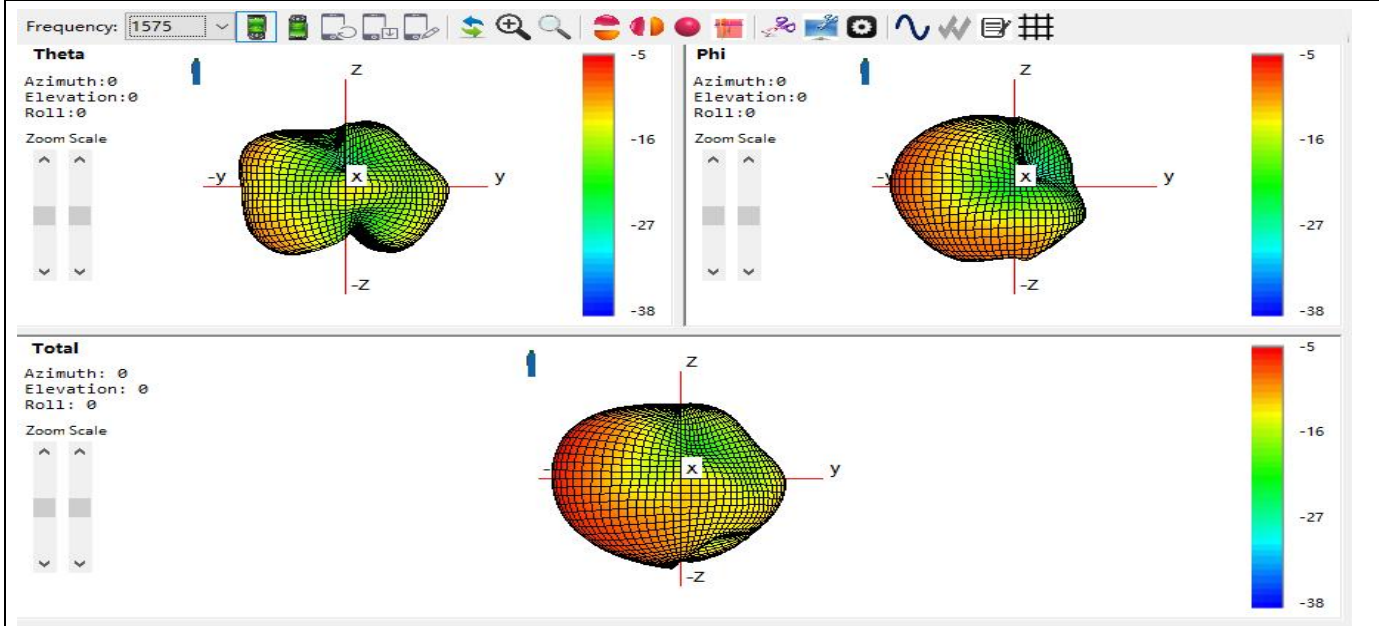 Frequency: 1575
Theta
Azimuth:0
Elevation:0
Roll:0
Zoom Scale
Z
-y
x
y
-Z
-5
-16
-27
-38
Phi
Azimuth:0
Elevation:0
Roll:0
Zoom Scale
Z
-y
x
y
-Z
-5
-16
-27
-38
Total
Azimuth: 0
Elevation: 0
Roll: 0
Zoom Scale
Z
x
y
-Z
-5
-16
-27
-38